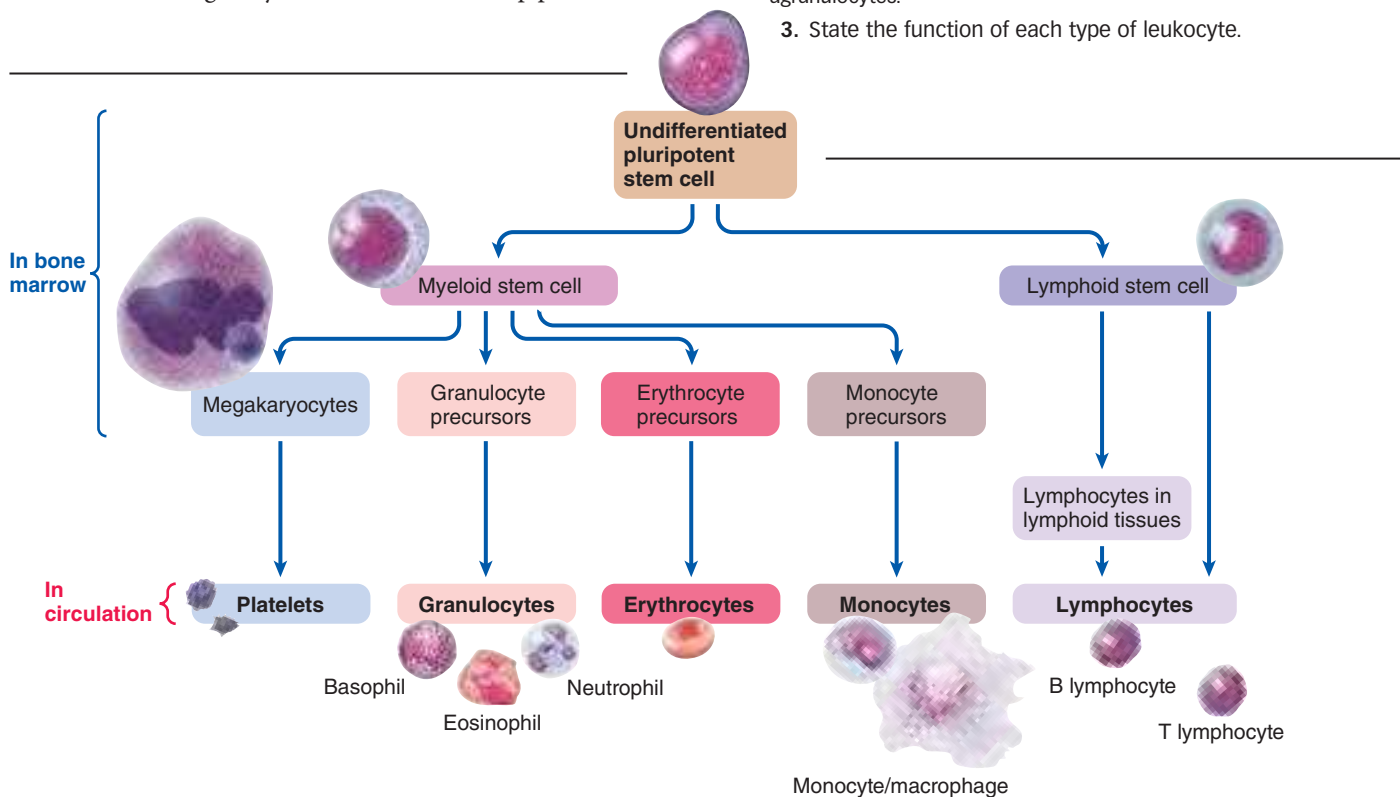 agranulocytes.
3. State the function of each type of leukocyte.
Undifferentiated
pluripotent
stem cell
In bone
marrow
Myeloid stem cell
Lymphoid stem cell
Megakaryocytes
Granulocyte
precursors
Erythrocyte
precursors
Monocyte
precursors
Lymphocytes in
lymphoid tissues
In
circulation
Platelets
Granulocytes
Erythrocytes
Monocytes
Lymphocytes
Basophil
Eosinophil
Neutrophil
Monocyte/macrophage
B lymphocyte
T lymphocyte